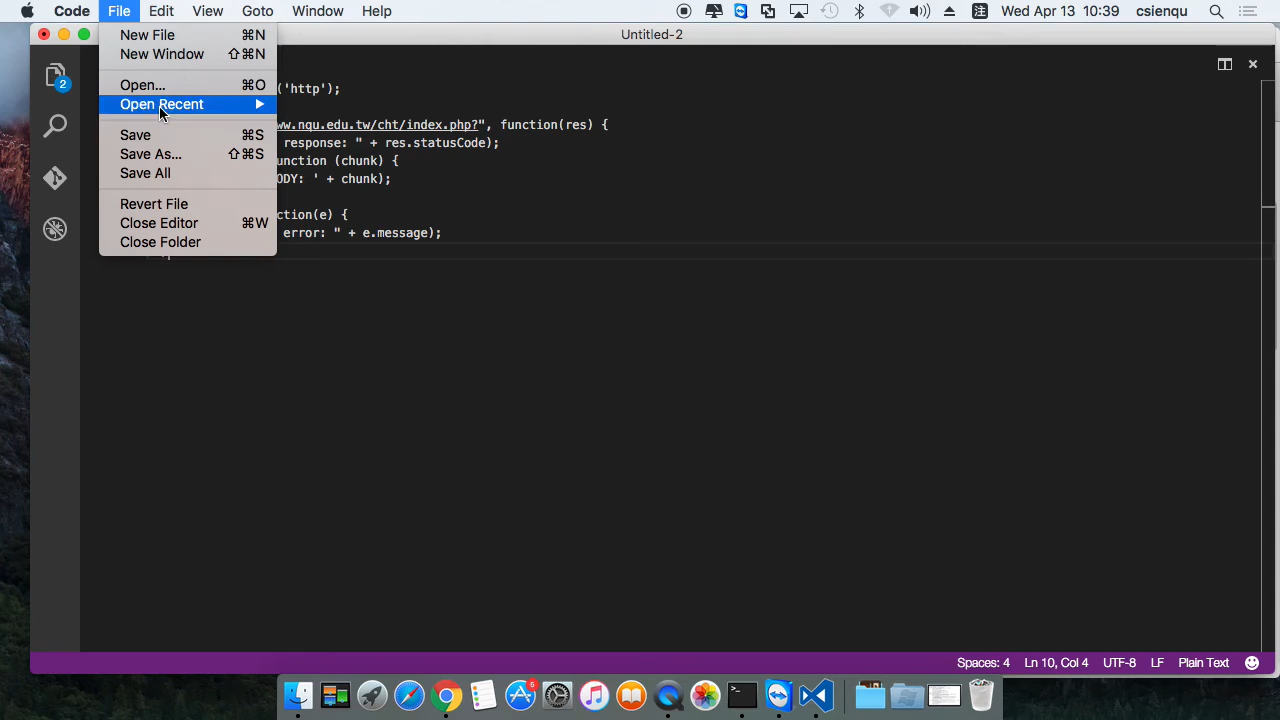 Code File Edit View Goto Window Help 注 Wed Apr 13 10:39 csienqu
Untitled-2
New File ⌘N
New Window ⇧⌘N
Open... ⌘O
Open Recent ▶
Save ⌘S
Save As... ⇧⌘S
Save All
Revert File
Close Editor ⌘W
Close Folder
2
('http');
ww.nqu.edu.tw/cht/index.php?", function(res) {
response: " + res.statusCode);
unction (chunk) {
ODY: ' + chunk);
ction(e) {
error: " + e.message);
Spaces: 4 Ln 10, Col 4 UTF-8 LF Plain Text
6